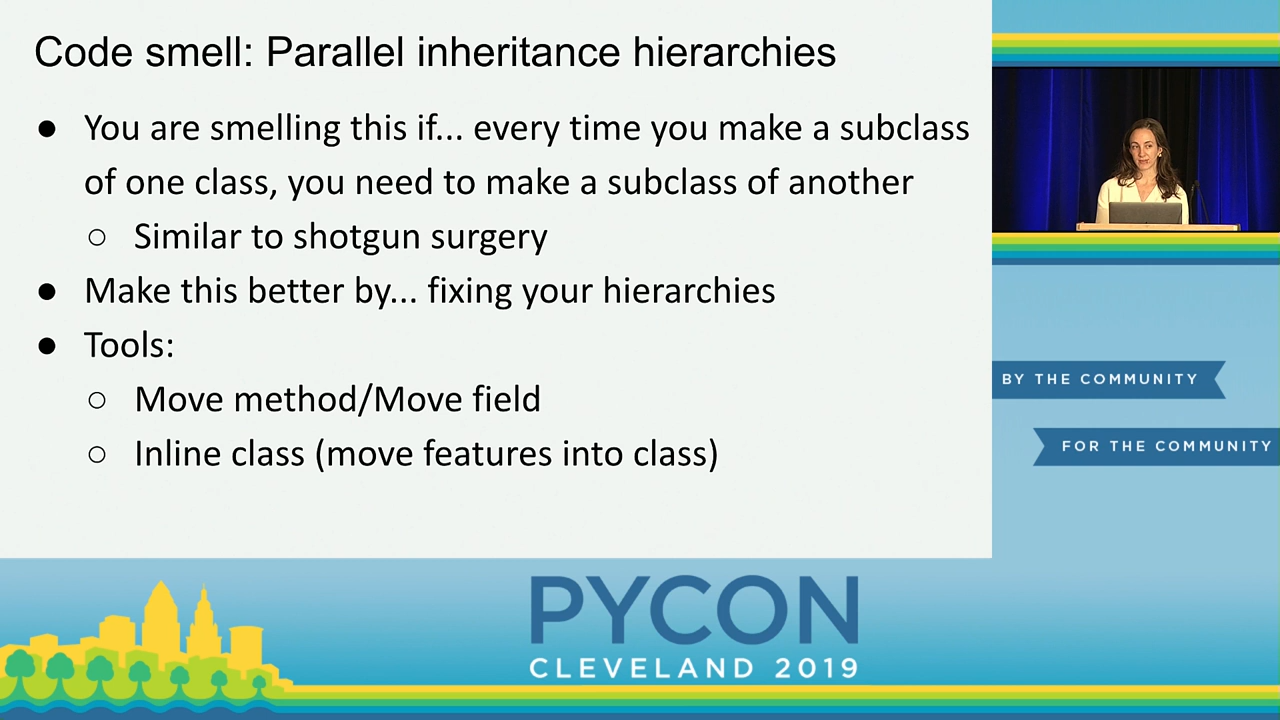 Code smell: Parallel inheritance hierarchies
● You are smelling this if... every time you make a subclass
of one class, you need to make a subclass of another
○ Similar to shotgun surgery
● Make this better by... fixing your hierarchies
● Tools:
○ Move method/Move field
○ Inline class (move features into class)
BY THE COMMUNITY
FOR THE COMMUNITY
PYCON
CLEVELAND 2019